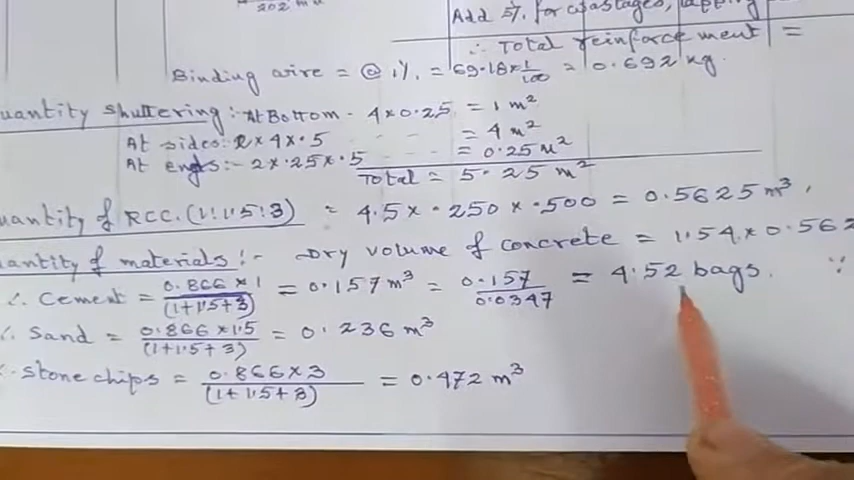 202 mm
Add 5%. for wastages, lapping
∴ Total reinforcement =
Binding wire = @ 1%. = 69.18 × 1/100 = 0.692 kg.
uantity shuttering : At Bottom - 4 × 0.25 = 1 m²
At sides: 2 × 4 × .5 - - - = 4 m²
At ends :- 2 × .25 × .5 - - - = 0.25 m²
Total = 5.25 m²
uantity of RCC. (1:1.5:3) = 4.5 × .250 × .500 = 0.5625 m³,
uantity of materials :- Dry volume of concrete = 1.54 × 0.562
∴ Cement = 0.866 × 1 / (1+1.5+3) = 0.157 m³ = 0.157 / 0.0347 = 4.52 bags. ∵
∴ Sand = 0.866 × 1.5 / (1+1.5+3) = 0.236 m³
∴ Stone chips = 0.866 × 3 / (1+1.5+3) = 0.472 m³